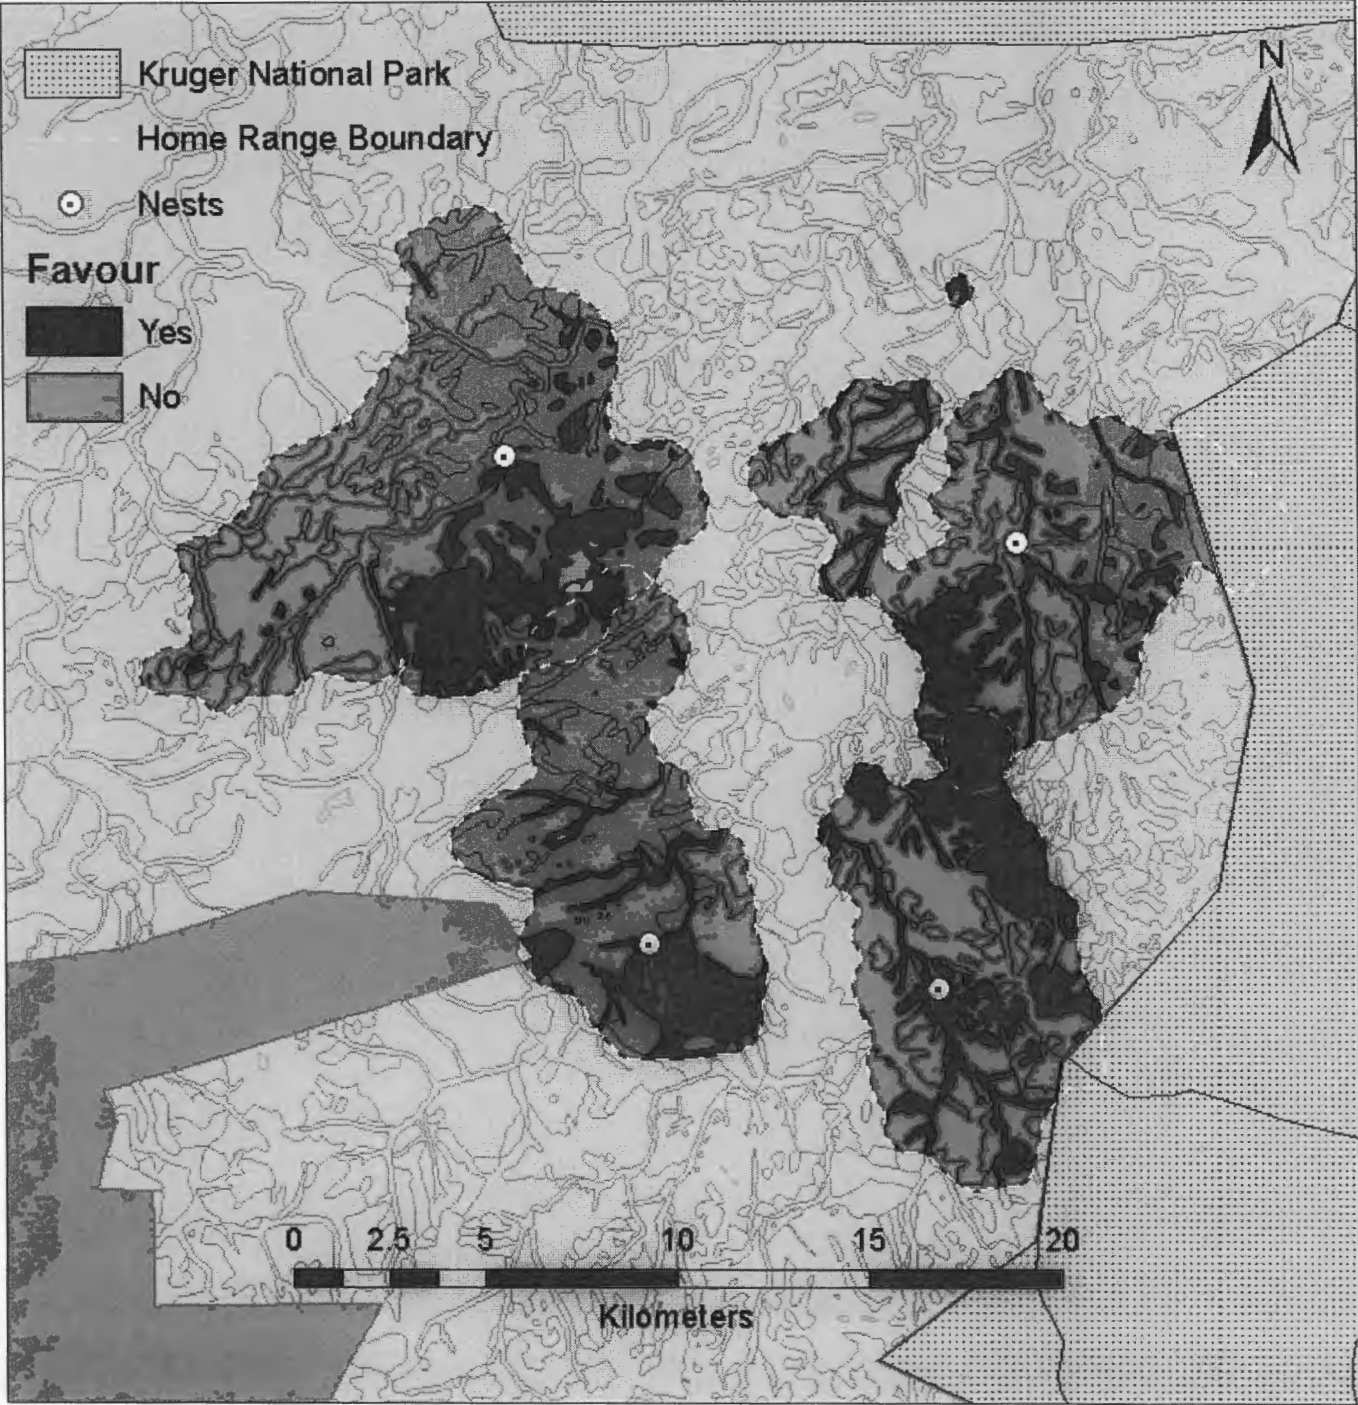 Kruger National Park
Home Range Boundary
Nests
Favour
Yes
No
N
0 2.5 5 10 15 20
Kilometers